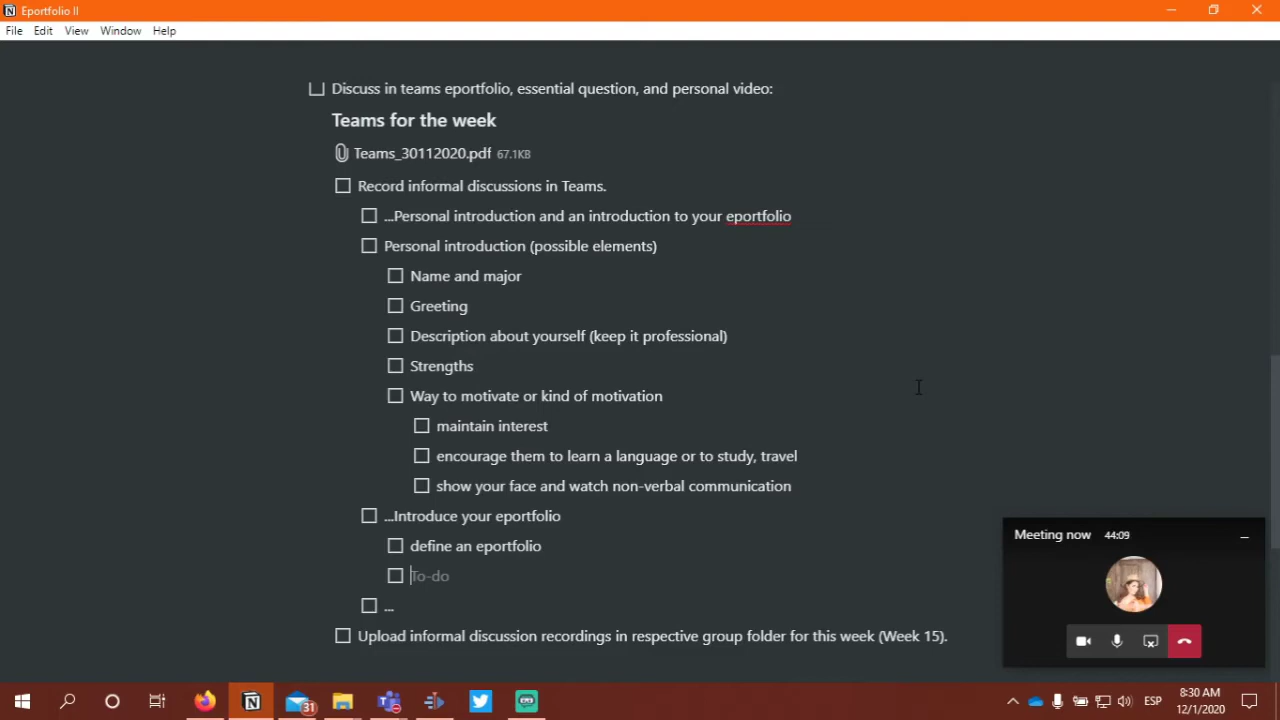 Eportfolio II
File Edit View Window Help
Discuss in teams eportfolio, essential question, and personal video:
Teams for the week
Teams_30112020.pdf 67.1KB
Record informal discussions in Teams.
...Personal introduction and an introduction to your eportfolio
Personal introduction (possible elements)
Name and major
Greeting
Description about yourself (keep it professional)
Strengths
Way to motivate or kind of motivation
maintain interest
encourage them to learn a language or to study, travel
show your face and watch non-verbal communication
...Introduce your eportfolio
define an eportfolio
To-do
...
Upload informal discussion recordings in respective group folder for this week (Week 15).
Meeting now 44:09
31
ESP
8:30 AM
12/1/2020